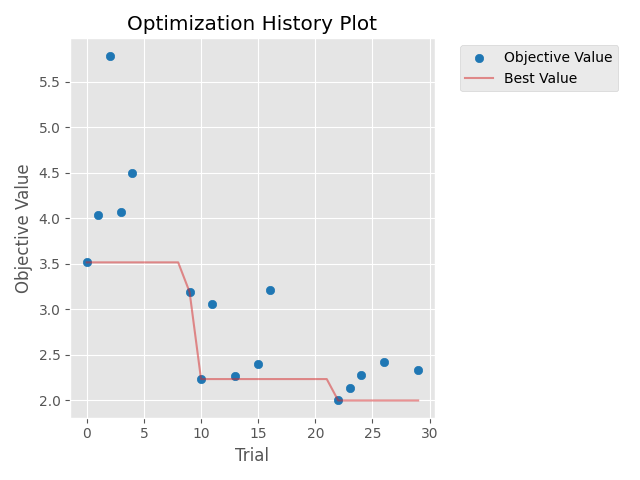 Optimization History Plot
Objective Value
Best Value
Objective Value
5.5
5.0
4.5
4.0
3.5
3.0
2.5
2.0
0 5 10 15 20 25 30
Trial